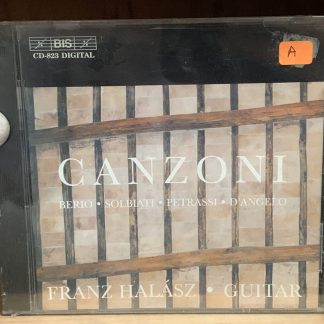 BIS
CD-823 DIGITAL
A
CANZONI
BERIO • SOLBIATI • PETRASSI • D'ANGELO
FRANZ HALÁSZ • GUITAR